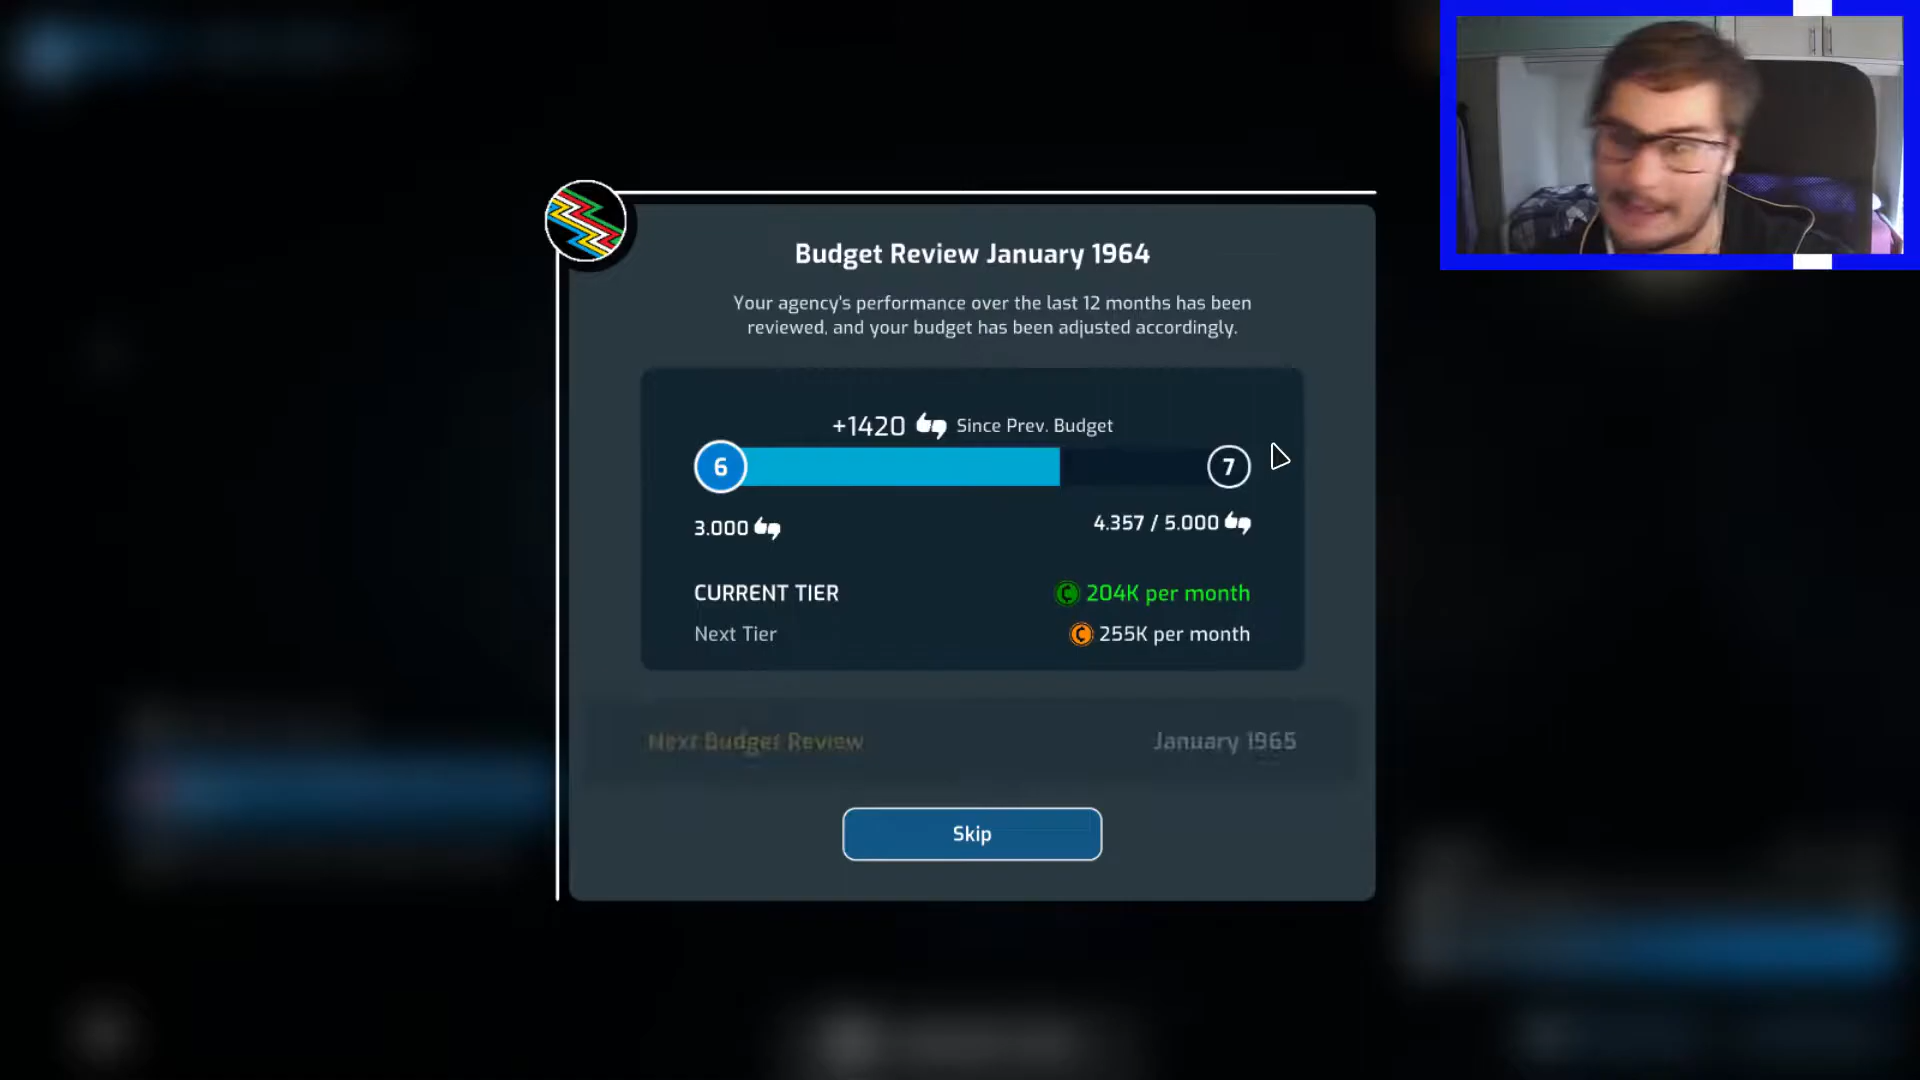 Budget Review January 1964
Your agency's performance over the last 12 months has been
reviewed, and your budget has been adjusted accordingly.
+1420 Since Prev. Budget
6 7
3.000 4.357 / 5.000
CURRENT TIER 204K per month
Next Tier 255K per month
Next Budget Review January 1965
Skip